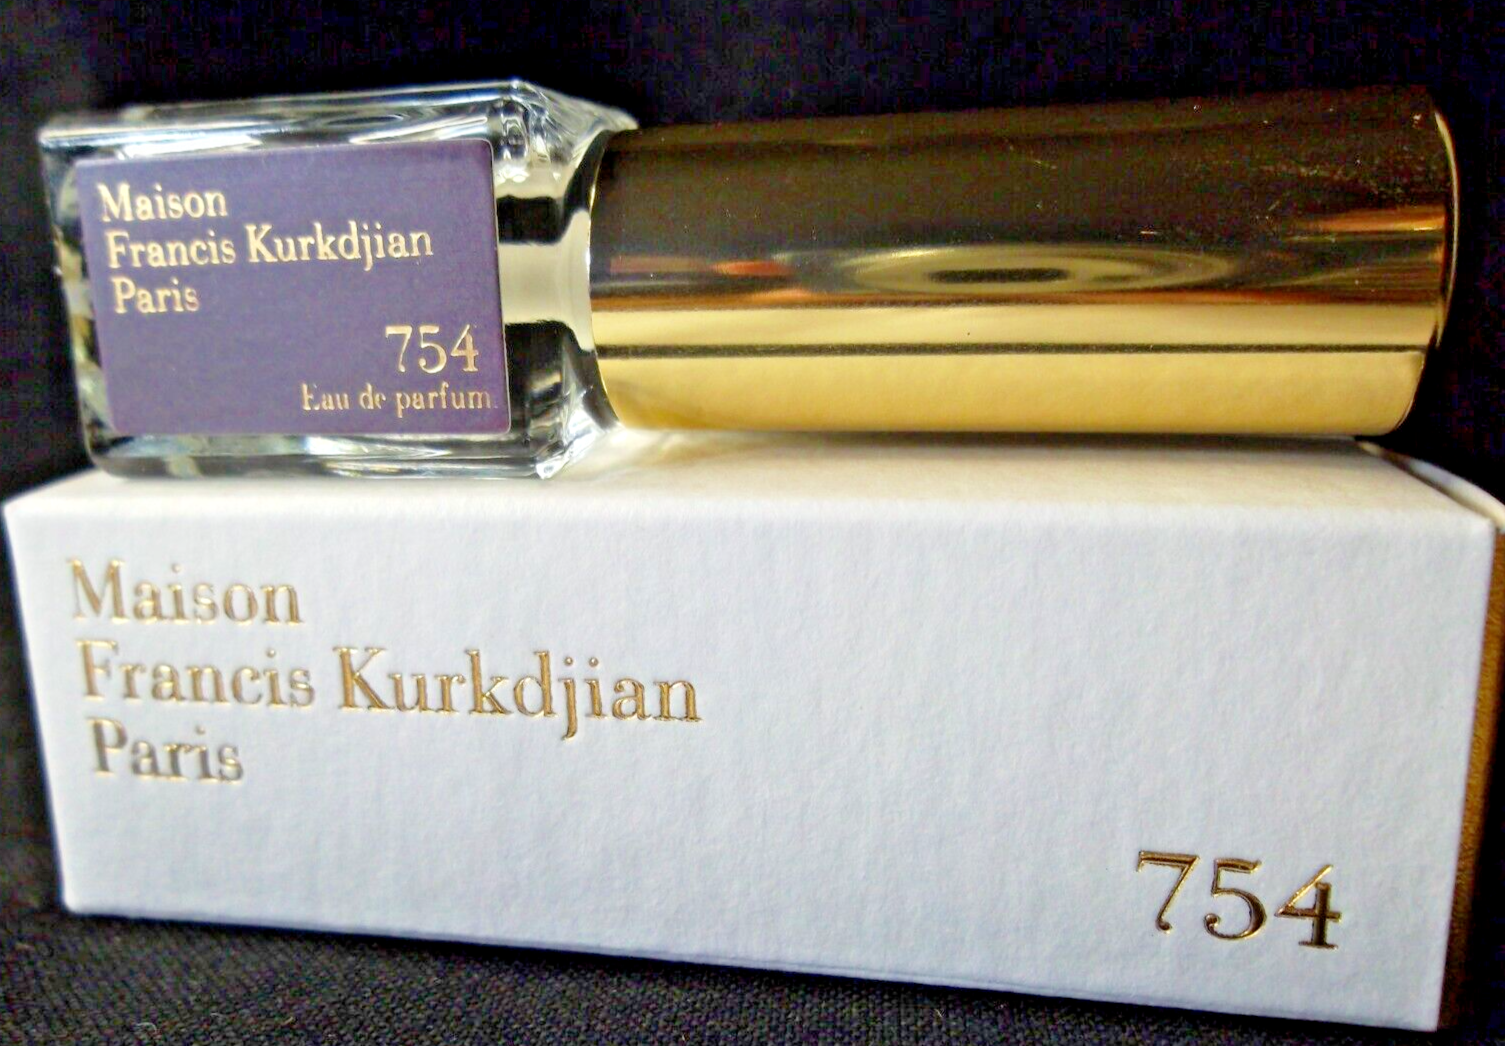 Maison
Francis Kurkdjian
Paris
754
Eau de parfum
Maison
Francis Kurkdjian
Paris
754